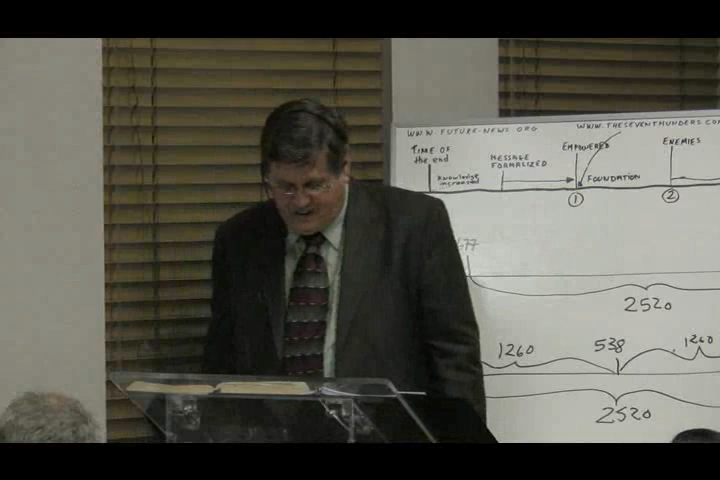 WWW.FUTURE-NEWS.ORG
WWW.THESEVENTHUNDERS.COM
TIME OF
the end
MESSAGE
FORMALIZED
EMPOWERED
ENEMIES
Knowledge
increased
FOUNDATION
1
2
2520
1260
538
1260
2520